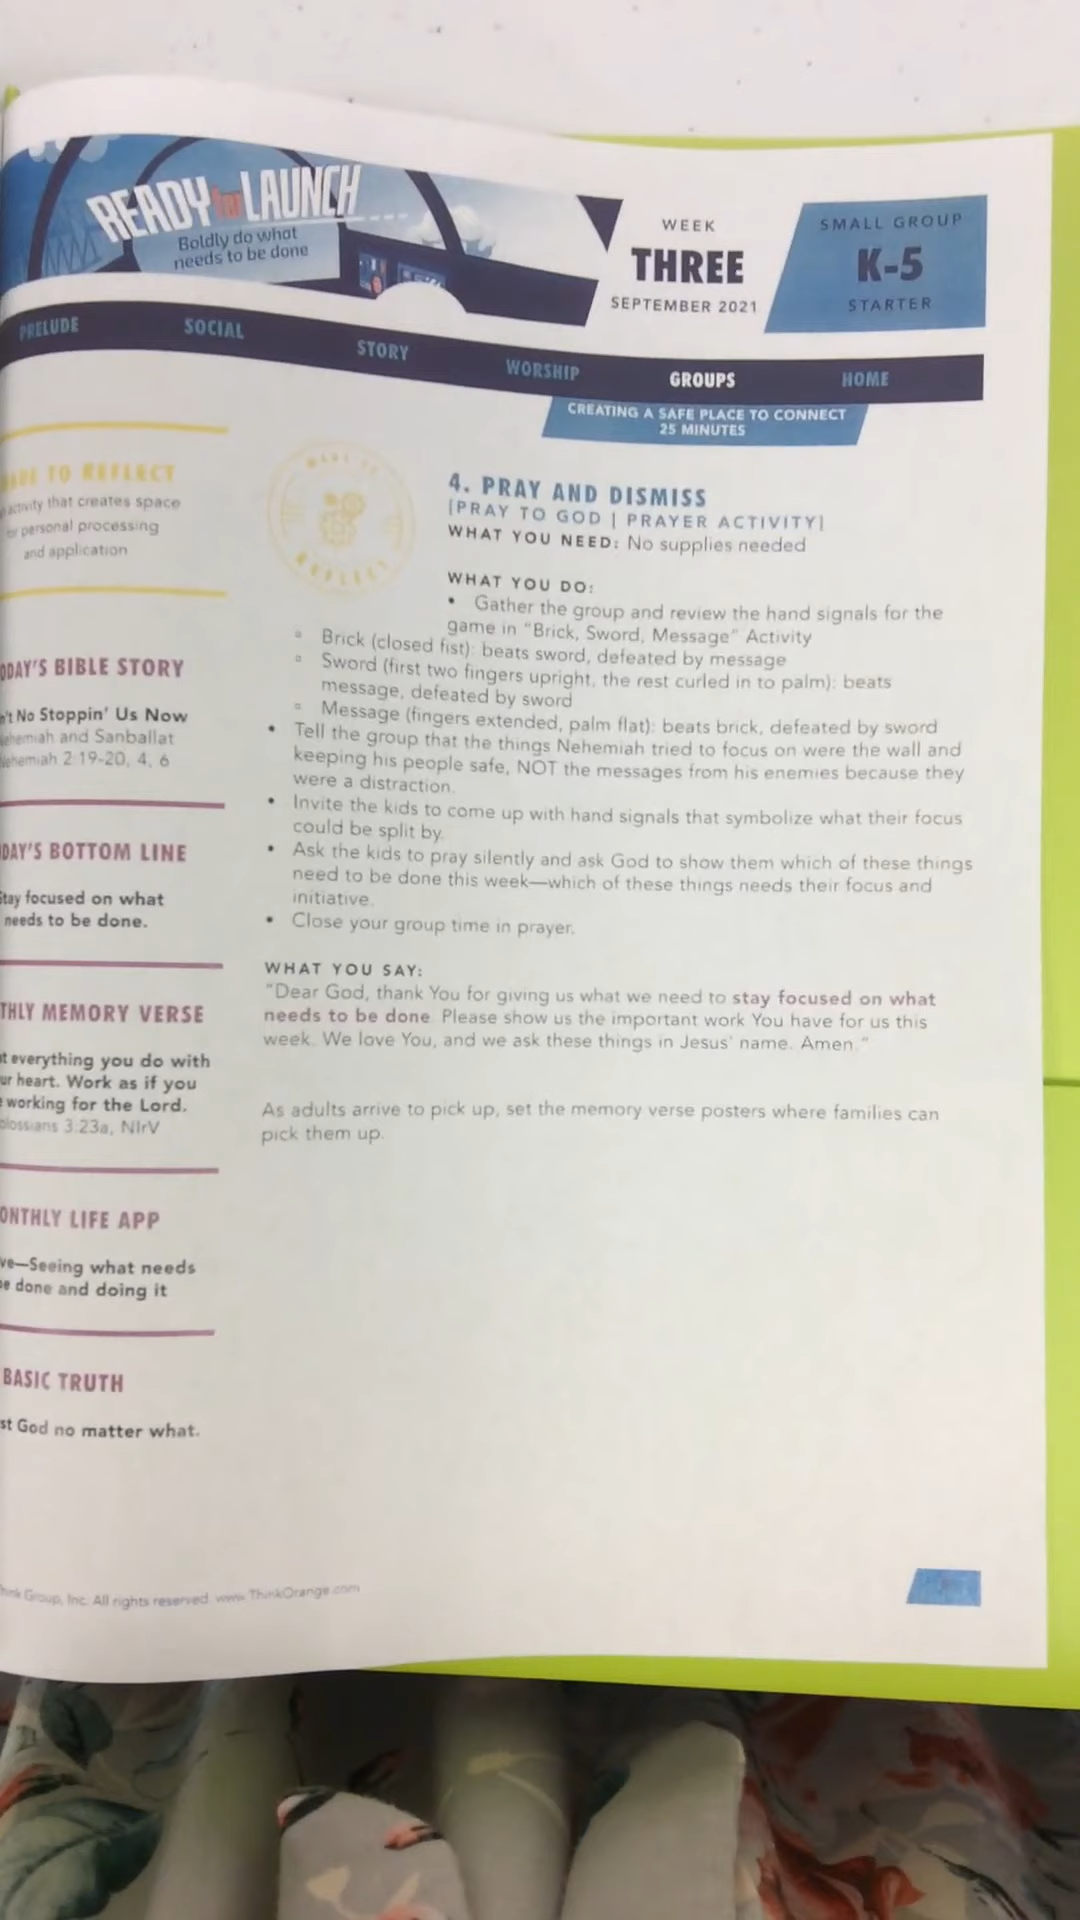 READY for LAUNCH
Boldly do what
needs to be done
WEEK
THREE
SEPTEMBER 2021
SMALL GROUP
K-5
STARTER
PRELUDE
SOCIAL
STORY
WORSHIP
GROUPS
HOME
CREATING A SAFE PLACE TO CONNECT
25 MINUTES
TO REFLECT
activity that creates space
for personal processing
and application
BIBLE STORY
No Stoppin' Us Now
Nehemiah and Sanballat
Nehemiah 2:19-20, 4, 6
BOTTOM LINE
Stay focused on what
needs to be done.
MEMORY VERSE
everything you do with
heart. Work as if you
working for the Lord.
3:23a, NIrV
LIFE APP
Seeing what needs
done and doing it
BASIC TRUTH
God no matter what.
MADE TO
REFLECT
4. PRAY AND DISMISS
[PRAY TO GOD | PRAYER ACTIVITY]
WHAT YOU NEED: No supplies needed
WHAT YOU DO:
• Gather the group and review the hand signals for the
game in "Brick, Sword, Message" Activity
▫ Brick (closed fist): beats sword, defeated by message
▫ Sword (first two fingers upright, the rest curled in to palm): beats
message, defeated by sword
▫ Message (fingers extended, palm flat): beats brick, defeated by sword
• Tell the group that the things Nehemiah tried to focus on were the wall and
keeping his people safe, NOT the messages from his enemies because they
were a distraction.
• Invite the kids to come up with hand signals that symbolize what their focus
could be split by.
• Ask the kids to pray silently and ask God to show them which of these things
need to be done this week—which of these things needs their focus and
initiative.
• Close your group time in prayer.
WHAT YOU SAY:
"Dear God, thank You for giving us what we need to stay focused on what
needs to be done. Please show us the important work You have for us this
week. We love You, and we ask these things in Jesus' name. Amen."
As adults arrive to pick up, set the memory verse posters where families can
pick them up.
Group, Inc. All rights reserved. www.ThinkOrange.com